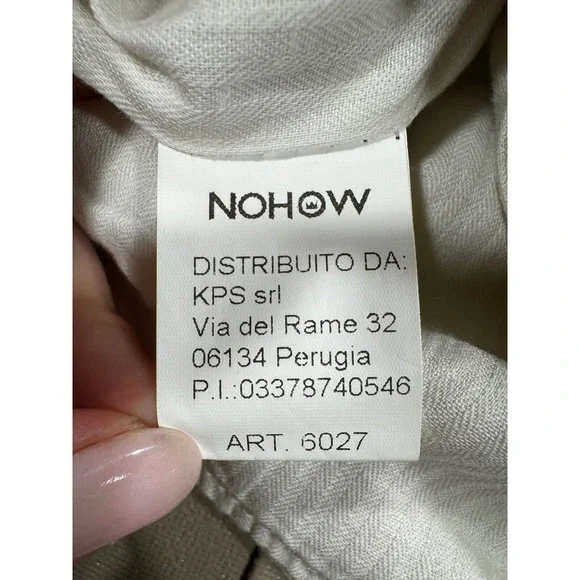 NOHOW
DISTRIBUITO DA:
KPS srl
Via del Rame 32
06134 Perugia
P.I.:03378740546
ART. 6027